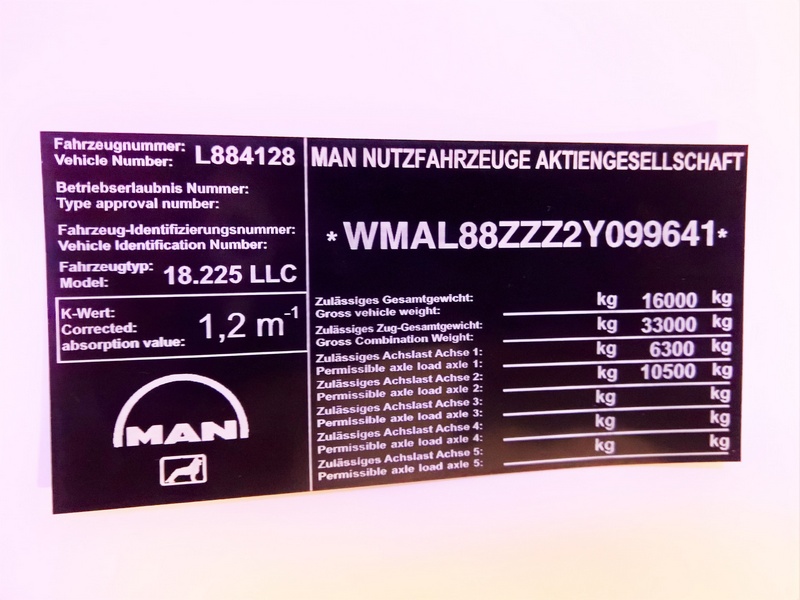 Fahrzeugnummer:
Vehicle Number: L884128
Betriebserlaubnis Nummer:
Type approval number:
Fahrzeug-Identifizierungsnummer:
Vehicle Identification Number:
Fahrzeugtyp:
Model: 18.225 LLC
K-Wert:
Corrected:
absorption value: 1,2 m-1
MAN
MAN NUTZFAHRZEUGE AKTIENGESELLSCHAFT
*WMAL88ZZZ2Y099641*
Zulässiges Gesamtgewicht:
Gross vehicle weight: kg 16000 kg
Zulässiges Zug-Gesamtgewicht:
Gross Combination Weight: kg 33000 kg
Zulässiges Achslast Achse 1:
Permissible axle load axle 1: kg 6300 kg
Zulässiges Achslast Achse 2:
Permissible axle load axle 2: kg 10500 kg
Zulässiges Achslast Achse 3:
Permissible axle load axle 3: kg kg
Zulässiges Achslast Achse 4:
Permissible axle load axle 4: kg kg
Zulässiges Achslast Achse 5:
Permissible axle load axle 5: kg kg